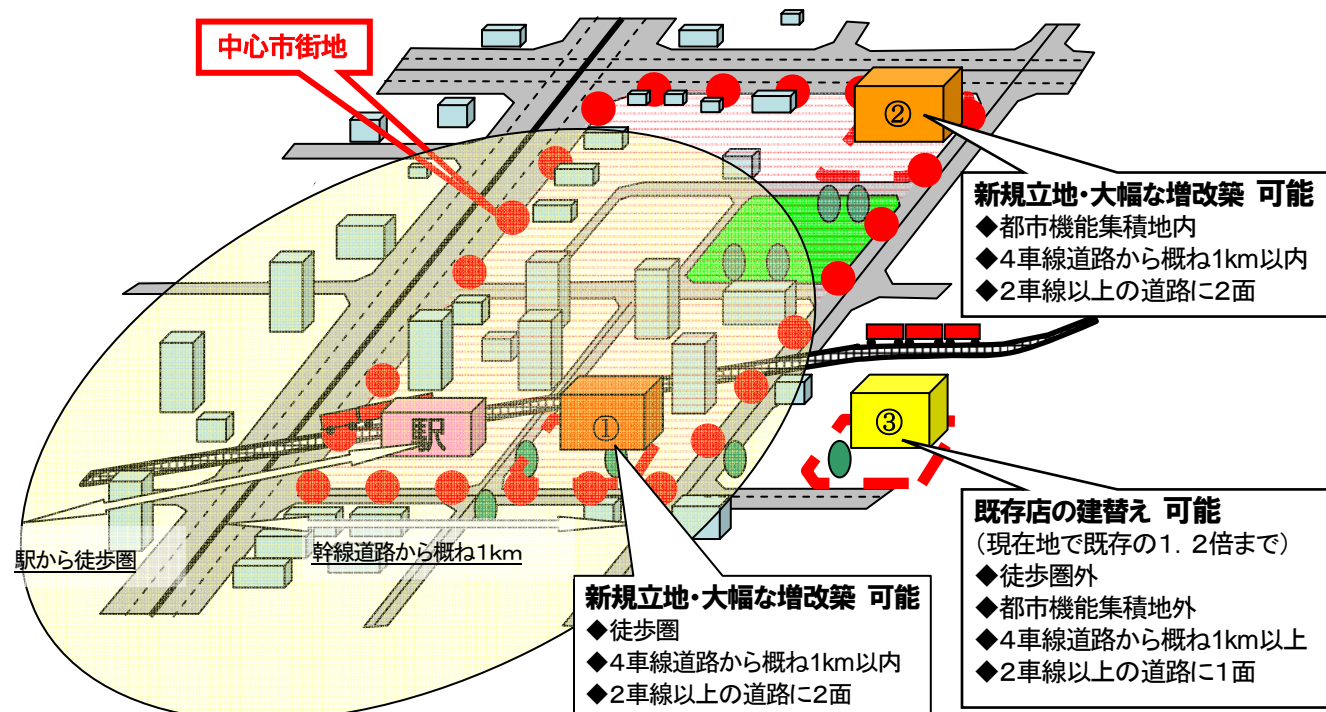 中心市街地
②
新規立地・大幅な増改築 可能
◆都市機能集積地内
◆4車線道路から概ね1km以内
◆2車線以上の道路に2面
駅
①
③
既存店の建替え 可能
(現在地で既存の1.2倍まで)
◆徒歩圏外
◆都市機能集積地外
◆4車線道路から概ね1km以上
◆2車線以上の道路に1面
駅から徒歩圏
幹線道路から概ね1km
新規立地・大幅な増改築 可能
◆徒歩圏
◆4車線道路から概ね1km以内
◆2車線以上の道路に2面